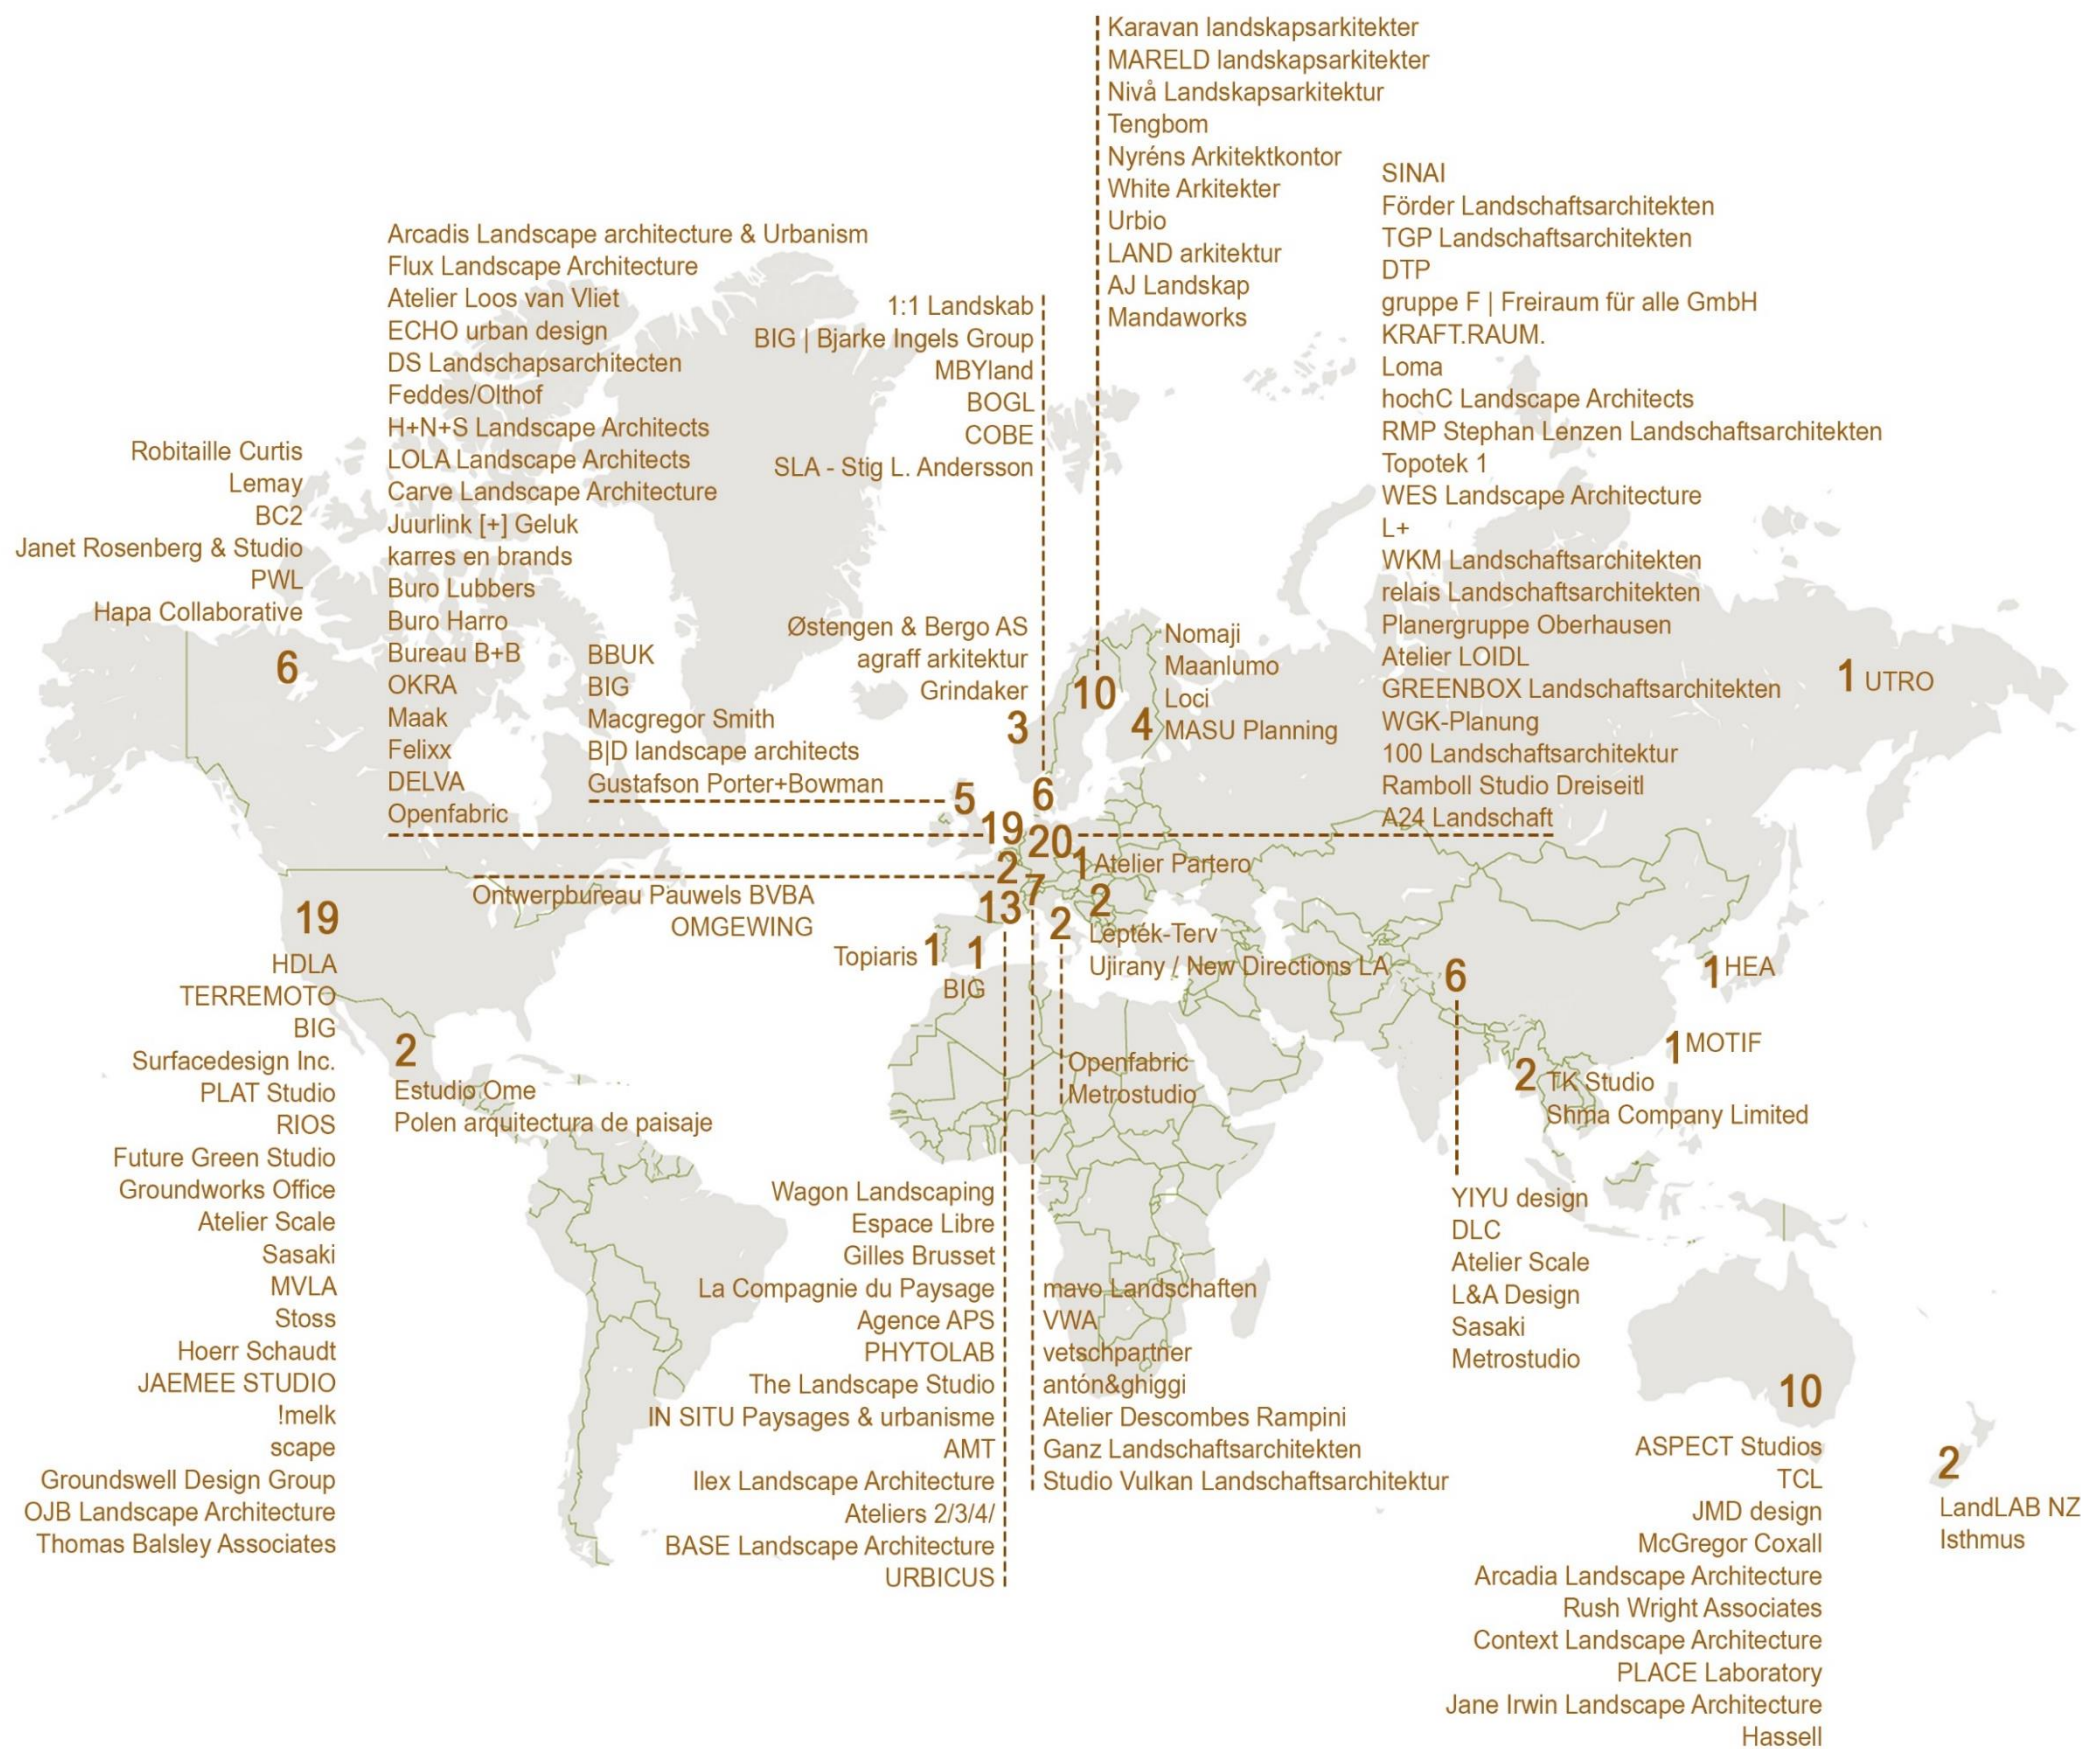 Karavan landskapsarkitekter
MARELD landskapsarkitekter
Nivå Landskapsarkitektur
Tengbom
Nyréns Arkitektkontor
White Arkitekter
Urbio
LAND arkitektur
AJ Landskap
Mandaworks
10
SINAI
Förder Landschaftsarchitekten
TGP Landschaftsarchitekten
DTP
gruppe F | Freiraum für alle GmbH
KRAFT.RAUM.
Loma
hochC Landscape Architects
RMP Stephan Lenzen Landschaftsarchitekten
Topotek 1
WES Landscape Architecture
L+
WKM Landschaftsarchitekten
relais Landschaftsarchitekten
Planergruppe Oberhausen
Atelier LOIDL
GREENBOX Landschaftsarchitekten
WGK-Planung
100 Landschaftsarchitektur
Ramboll Studio Dreiseitl
A24 Landschaft
20
Arcadis Landscape architecture & Urbanism
Flux Landscape Architecture
Atelier Loos van Vliet
ECHO urban design
DS Landschapsarchitecten
Feddes/Olthof
H+N+S Landscape Architects
LOLA Landscape Architects
Carve Landscape Architecture
Juurlink [+] Geluk
karres en brands
Buro Lubbers
Buro Harro
Bureau B+B
OKRA
Maak
Felixx
DELVA
Openfabric
19
1:1 Landskab
BIG | Bjarke Ingels Group
MBYland
BOGL
COBE
SLA - Stig L. Andersson
6
Robitaille Curtis
Lemay
BC2
Janet Rosenberg & Studio
PWL
Hapa Collaborative
6
Østengen & Bergo AS
agraff arkitektur
Grindaker
3
Nomaji
Maanlumo
Loci
MASU Planning
4
BBUK
BIG
Macgregor Smith
B|D landscape architects
Gustafson Porter+Bowman
5
1 UTRO
1 Atelier Partero
2
Ontwerpbureau Pauwels BVBA
OMGEWING
7
13
2
2
Lepték-Terv
Ujirany / New Directions LA
Topiaris 1
1
BIG
19
HDLA
TERREMOTO
BIG
Surfacedesign Inc.
PLAT Studio
RIOS
Future Green Studio
Groundworks Office
Atelier Scale
Sasaki
MVLA
Stoss
Hoerr Schaudt
JAEMEE STUDIO
!melk
scape
Groundswell Design Group
OJB Landscape Architecture
Thomas Balsley Associates
2
Estudio Ome
Polen arquitectura de paisaje
Openfabric
Metrostudio
6
1 HEA
1 MOTIF
2 TK Studio
Shma Company Limited
Wagon Landscaping
Espace Libre
Gilles Brusset
La Compagnie du Paysage
Agence APS
PHYTOLAB
The Landscape Studio
IN SITU Paysages & urbanisme
AMT
Ilex Landscape Architecture
Ateliers 2/3/4/
BASE Landscape Architecture
URBICUS
mavo Landschaften
VWA
vetschpartner
antón&ghiggi
Atelier Descombes Rampini
Ganz Landschaftsarchitekten
Studio Vulkan Landschaftsarchitektur
YIYU design
DLC
Atelier Scale
L&A Design
Sasaki
Metrostudio
10
ASPECT Studios
TCL
JMD design
McGregor Coxall
Arcadia Landscape Architecture
Rush Wright Associates
Context Landscape Architecture
PLACE Laboratory
Jane Irwin Landscape Architecture
Hassell
2
LandLAB NZ
Isthmus